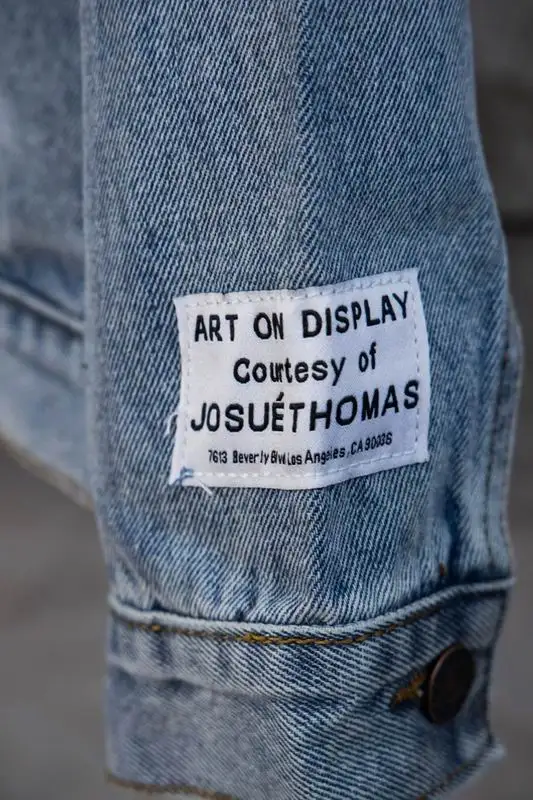 ART ON DISPLAY
Courtesy of
JOSUÉTHOMAS
7613 Beverly Blvd Los Angeles, CA 90036